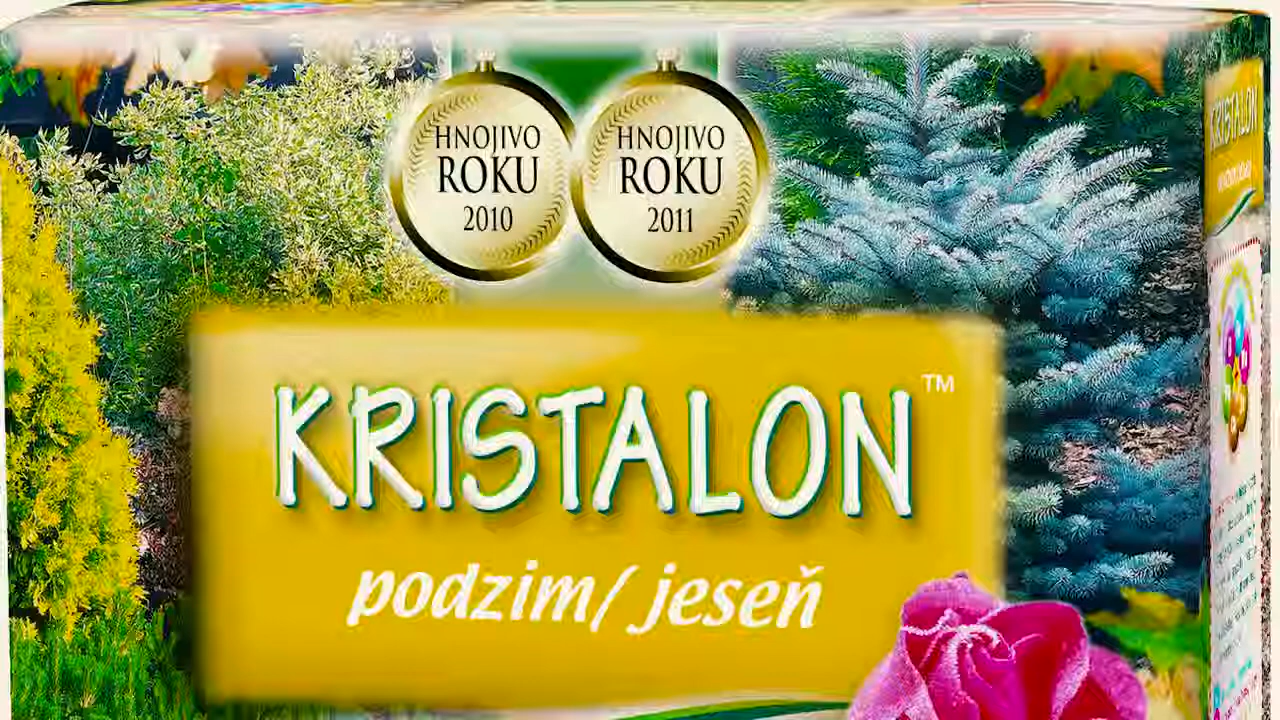 HNOJIVO
ROKU
2010
HNOJIVO
ROKU
2011
KRISTALON™
podzim/ jeseň
KRISTALON